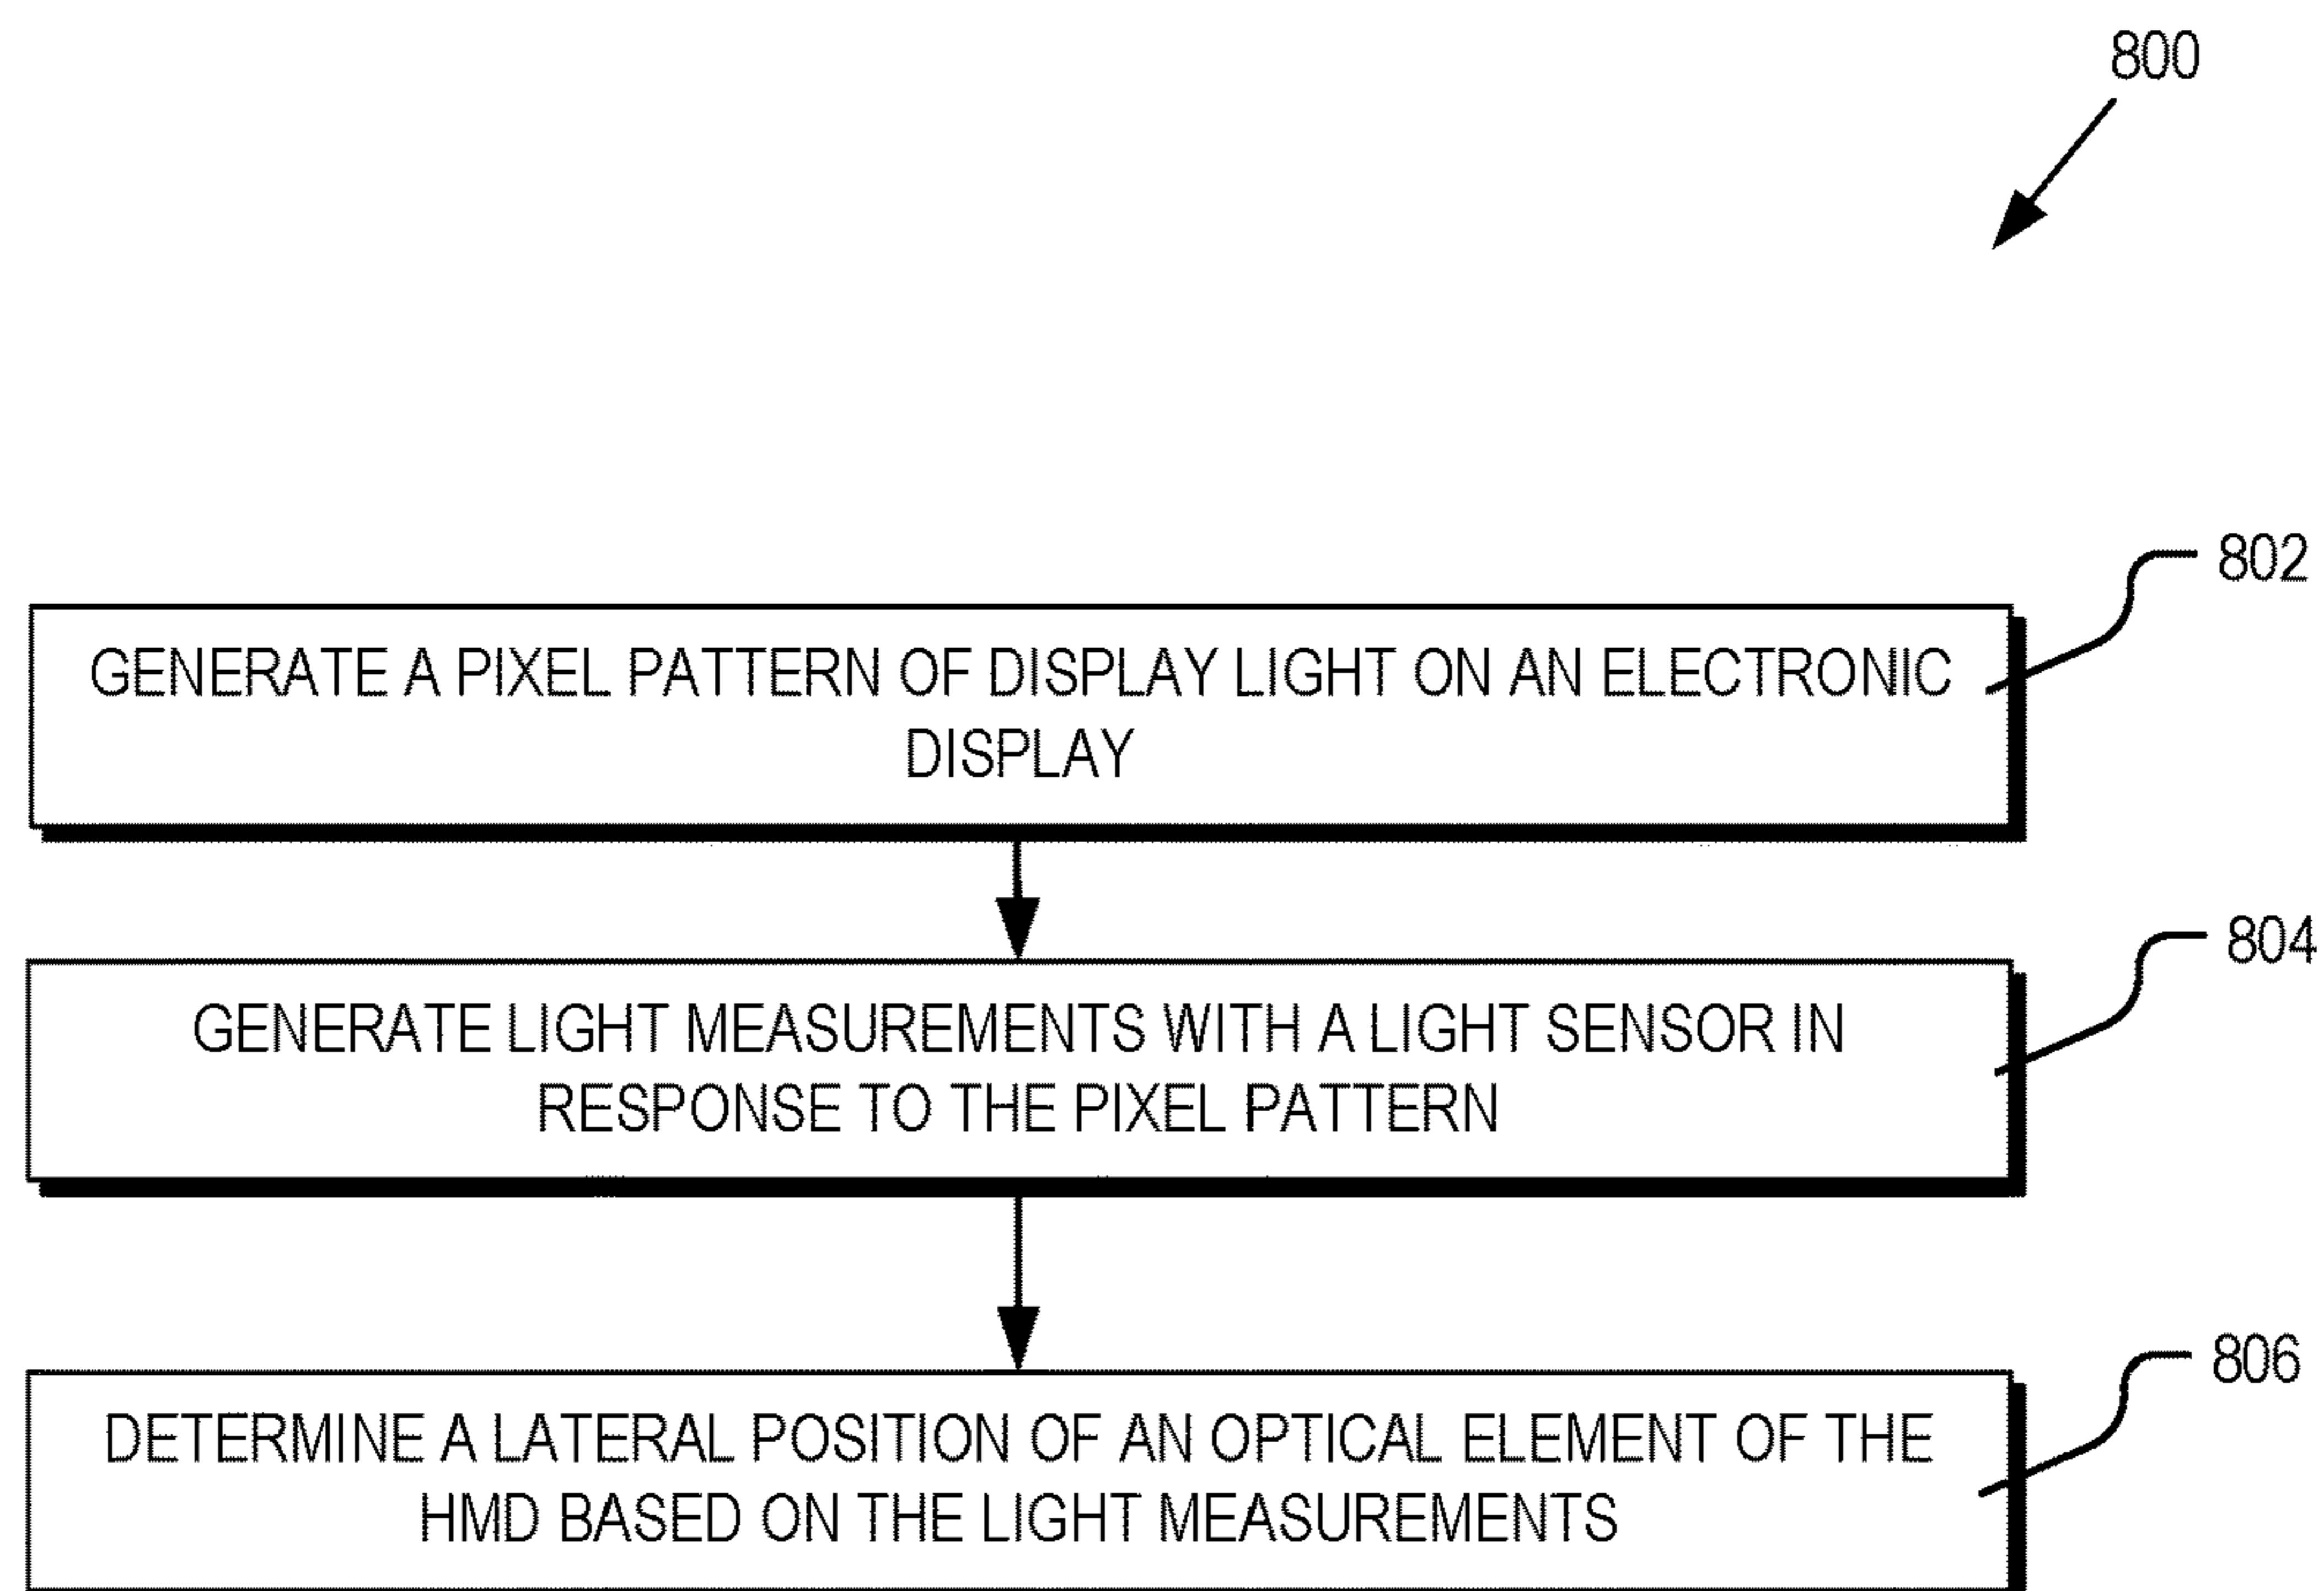 800
802
GENERATE A PIXEL PATTERN OF DISPLAY LIGHT ON AN ELECTRONIC
DISPLAY
804
GENERATE LIGHT MEASUREMENTS WITH A LIGHT SENSOR IN
RESPONSE TO THE PIXEL PATTERN
806
DETERMINE A LATERAL POSITION OF AN OPTICAL ELEMENT OF THE
HMD BASED ON THE LIGHT MEASUREMENTS